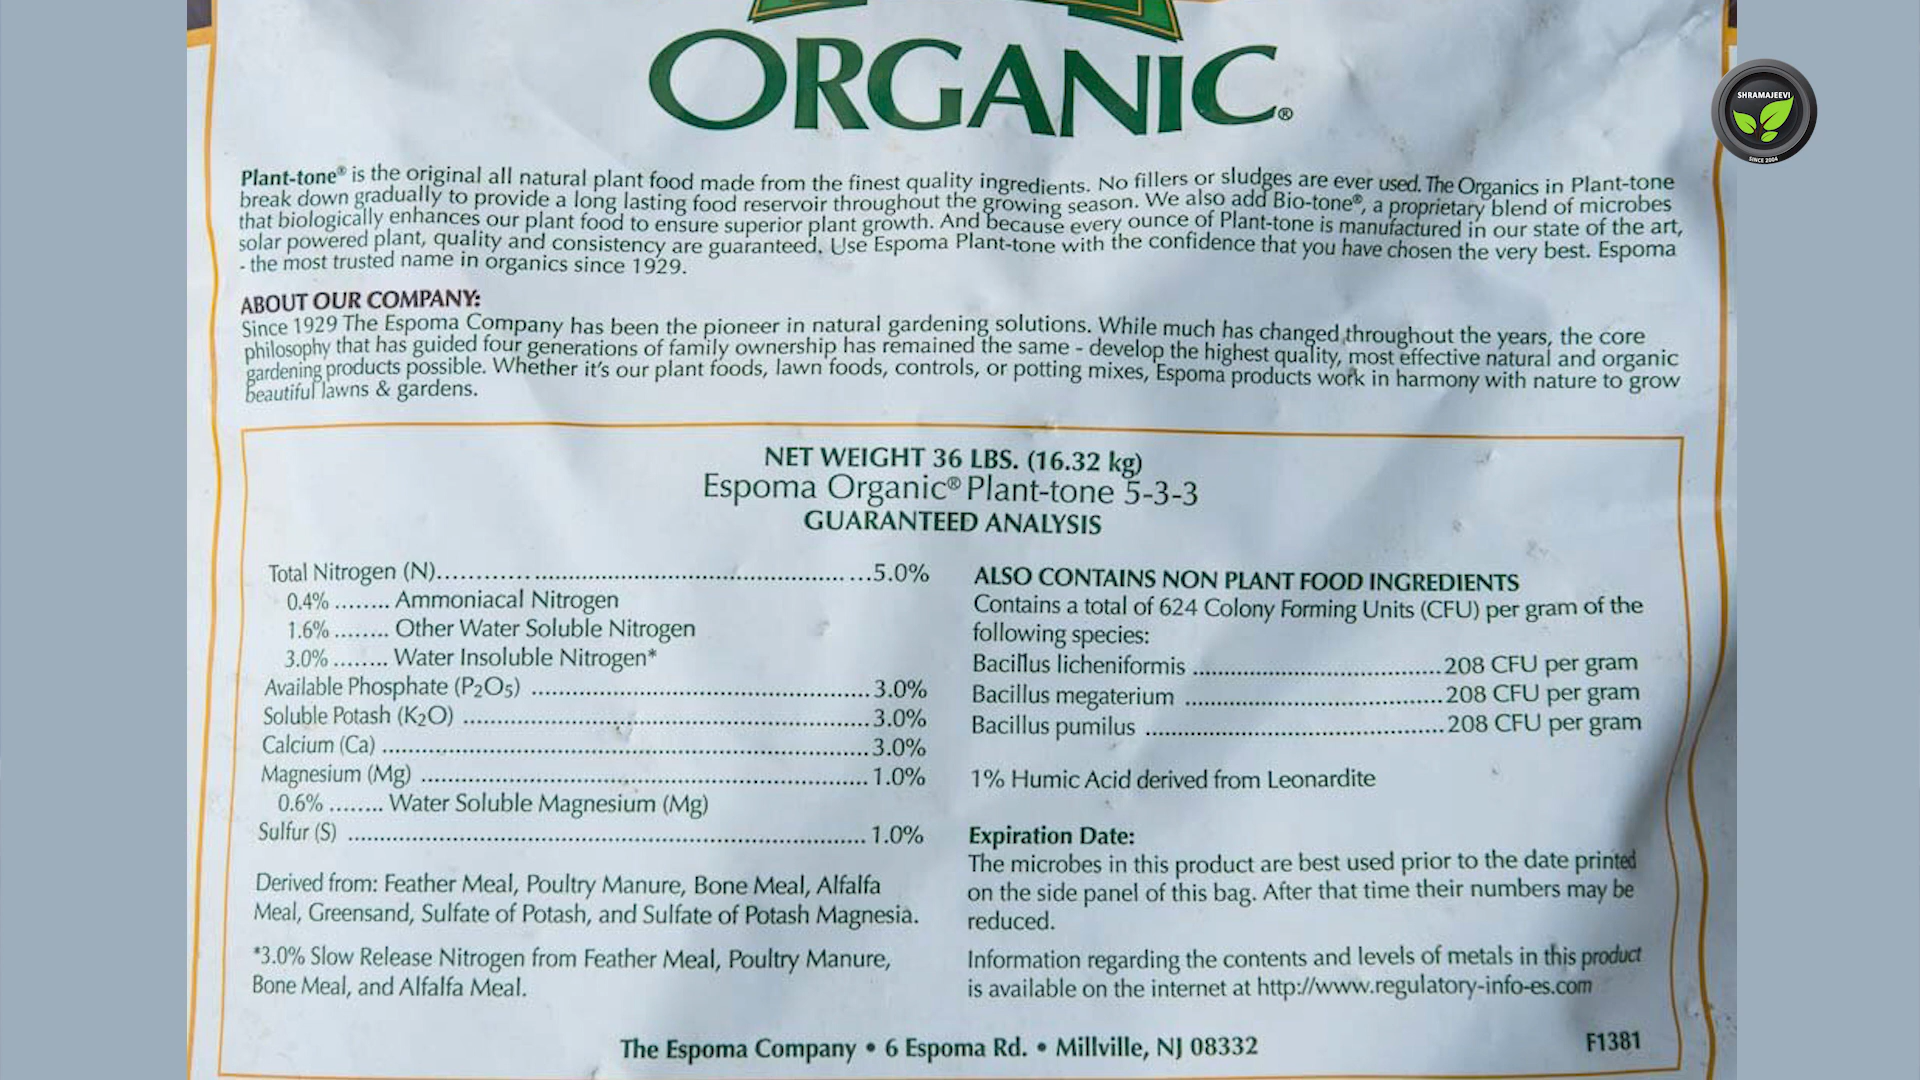 ORGANIC®
SHRAMAJEEVI
SINCE 2004
Plant-tone® is the original all natural plant food made from the finest quality ingredients. No fillers or sludges are ever used. The Organics in Plant-tone
break down gradually to provide a long lasting food reservoir throughout the growing season. We also add Bio-tone®, a proprietary blend of microbes
that biologically enhances our plant food to ensure superior plant growth. And because every ounce of Plant-tone is manufactured in our state of the art,
solar powered plant, quality and consistency are guaranteed. Use Espoma Plant-tone with the confidence that you have chosen the very best. Espoma
- the most trusted name in organics since 1929.
ABOUT OUR COMPANY:
Since 1929 The Espoma Company has been the pioneer in natural gardening solutions. While much has changed throughout the years, the core
philosophy that has guided four generations of family ownership has remained the same - develop the highest quality, most effective natural and organic
gardening products possible. Whether it's our plant foods, lawn foods, controls, or potting mixes, Espoma products work in harmony with nature to grow
beautiful lawns & gardens.
NET WEIGHT 36 LBS. (16.32 kg)
Espoma Organic® Plant-tone 5-3-3
GUARANTEED ANALYSIS
Total Nitrogen (N)..........5.0%
0.4% ........ Ammoniacal Nitrogen
1.6% ........ Other Water Soluble Nitrogen
3.0% ........ Water Insoluble Nitrogen*
Available Phosphate (P2O5) ..........3.0%
Soluble Potash (K2O) ..........3.0%
Calcium (Ca) ..........3.0%
Magnesium (Mg) ..........1.0%
0.6% ........ Water Soluble Magnesium (Mg)
Sulfur (S) ..........1.0%
Derived from: Feather Meal, Poultry Manure, Bone Meal, Alfalfa
Meal, Greensand, Sulfate of Potash, and Sulfate of Potash Magnesia.
*3.0% Slow Release Nitrogen from Feather Meal, Poultry Manure,
Bone Meal, and Alfalfa Meal.
ALSO CONTAINS NON PLANT FOOD INGREDIENTS
Contains a total of 624 Colony Forming Units (CFU) per gram of the
following species:
Bacillus licheniformis ..........208 CFU per gram
Bacillus megaterium ..........208 CFU per gram
Bacillus pumilus ..........208 CFU per gram
1% Humic Acid derived from Leonardite
Expiration Date:
The microbes in this product are best used prior to the date printed
on the side panel of this bag. After that time their numbers may be
reduced.
Information regarding the contents and levels of metals in this product
is available on the internet at http://www.regulatory-info-es.com
The Espoma Company • 6 Espoma Rd. • Millville, NJ 08332
F1381